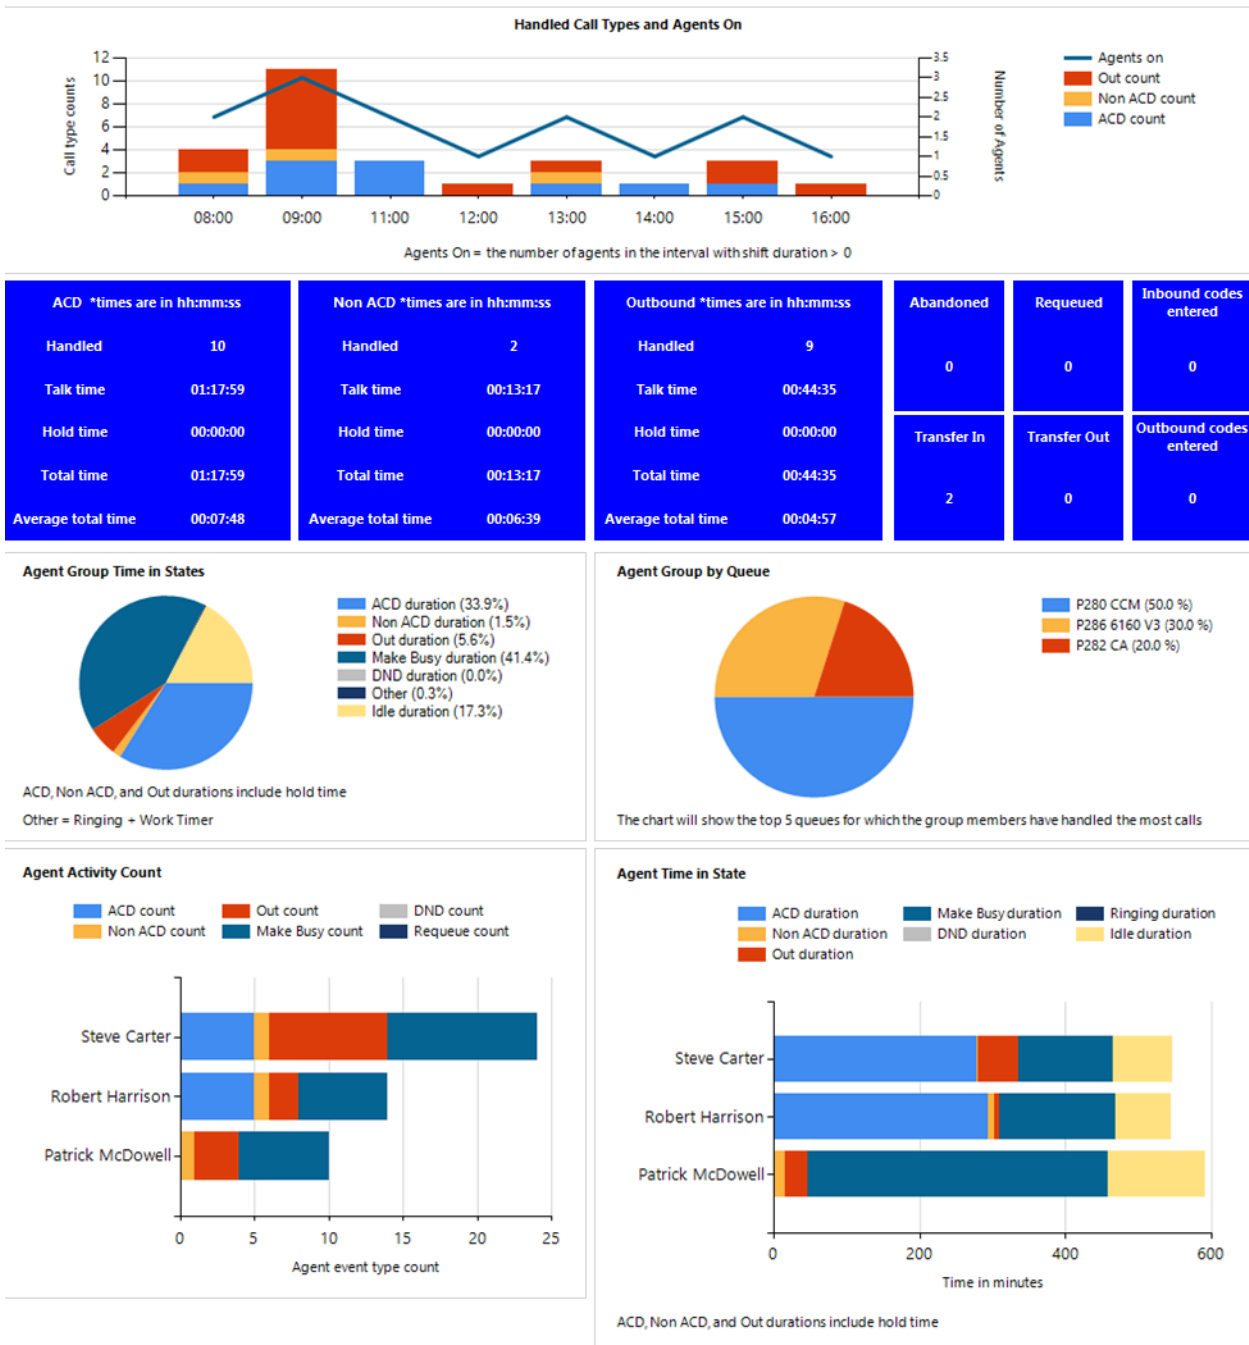 Handled Call Types and Agents On
12
10
8
6
4
2
0
Call type counts
3.5
3
2.5
2
1.5
1
0.5
0
Number of Agents
Agents on
Out count
Non ACD count
ACD count
08:00 09:00 11:00 12:00 13:00 14:00 15:00 16:00
Agents On = the number of agents in the interval with shift duration > 0
ACD *times are in hh:mm:ss
Handled 10
Talk time 01:17:59
Hold time 00:00:00
Total time 01:17:59
Average total time 00:07:48
Non ACD *times are in hh:mm:ss
Handled 2
Talk time 00:13:17
Hold time 00:00:00
Total time 00:13:17
Average total time 00:06:39
Outbound *times are in hh:mm:ss
Handled 9
Talk time 00:44:35
Hold time 00:00:00
Total time 00:44:35
Average total time 00:04:57
Abandoned
0
Requeued
0
Inbound codes
entered
0
Transfer In
2
Transfer Out
0
Outbound codes
entered
0
Agent Group Time in States
ACD duration (33.9%)
Non ACD duration (1.5%)
Out duration (5.6%)
Make Busy duration (41.4%)
DND duration (0.0%)
Other (0.3%)
Idle duration (17.3%)
ACD, Non ACD, and Out durations include hold time
Other = Ringing + Work Timer
Agent Group by Queue
P280 CCM (50.0 %)
P286 6160 V3 (30.0 %)
P282 CA (20.0 %)
The chart will show the top 5 queues for which the group members have handled the most calls
Agent Activity Count
ACD count Out count DND count
Non ACD count Make Busy count Requeue count
Steve Carter
Robert Harrison
Patrick McDowell
0 5 10 15 20 25
Agent event type count
Agent Time in State
ACD duration Make Busy duration Ringing duration
Non ACD duration DND duration Idle duration
Out duration
Steve Carter
Robert Harrison
Patrick McDowell
0 200 400 600
Time in minutes
ACD, Non ACD, and Out durations include hold time